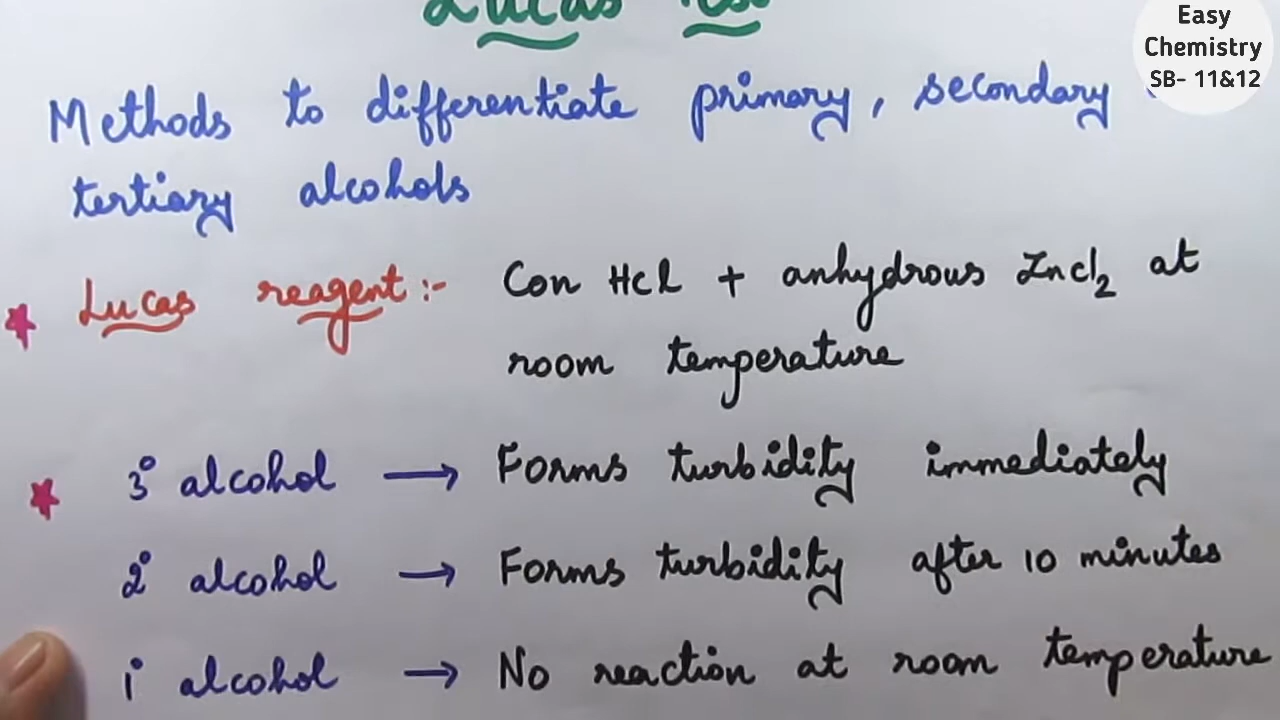 Lucas Test
Easy
Chemistry
SB- 11&12
Methods to differentiate primary, secondary
tertiary alcohols
Lucas reagent:- Con HCl + anhydrous ZnCl₂ at
room temperature
3° alcohol → Forms turbidity immediately
2° alcohol → Forms turbidity after 10 minutes
1° alcohol → No reaction at room temperature